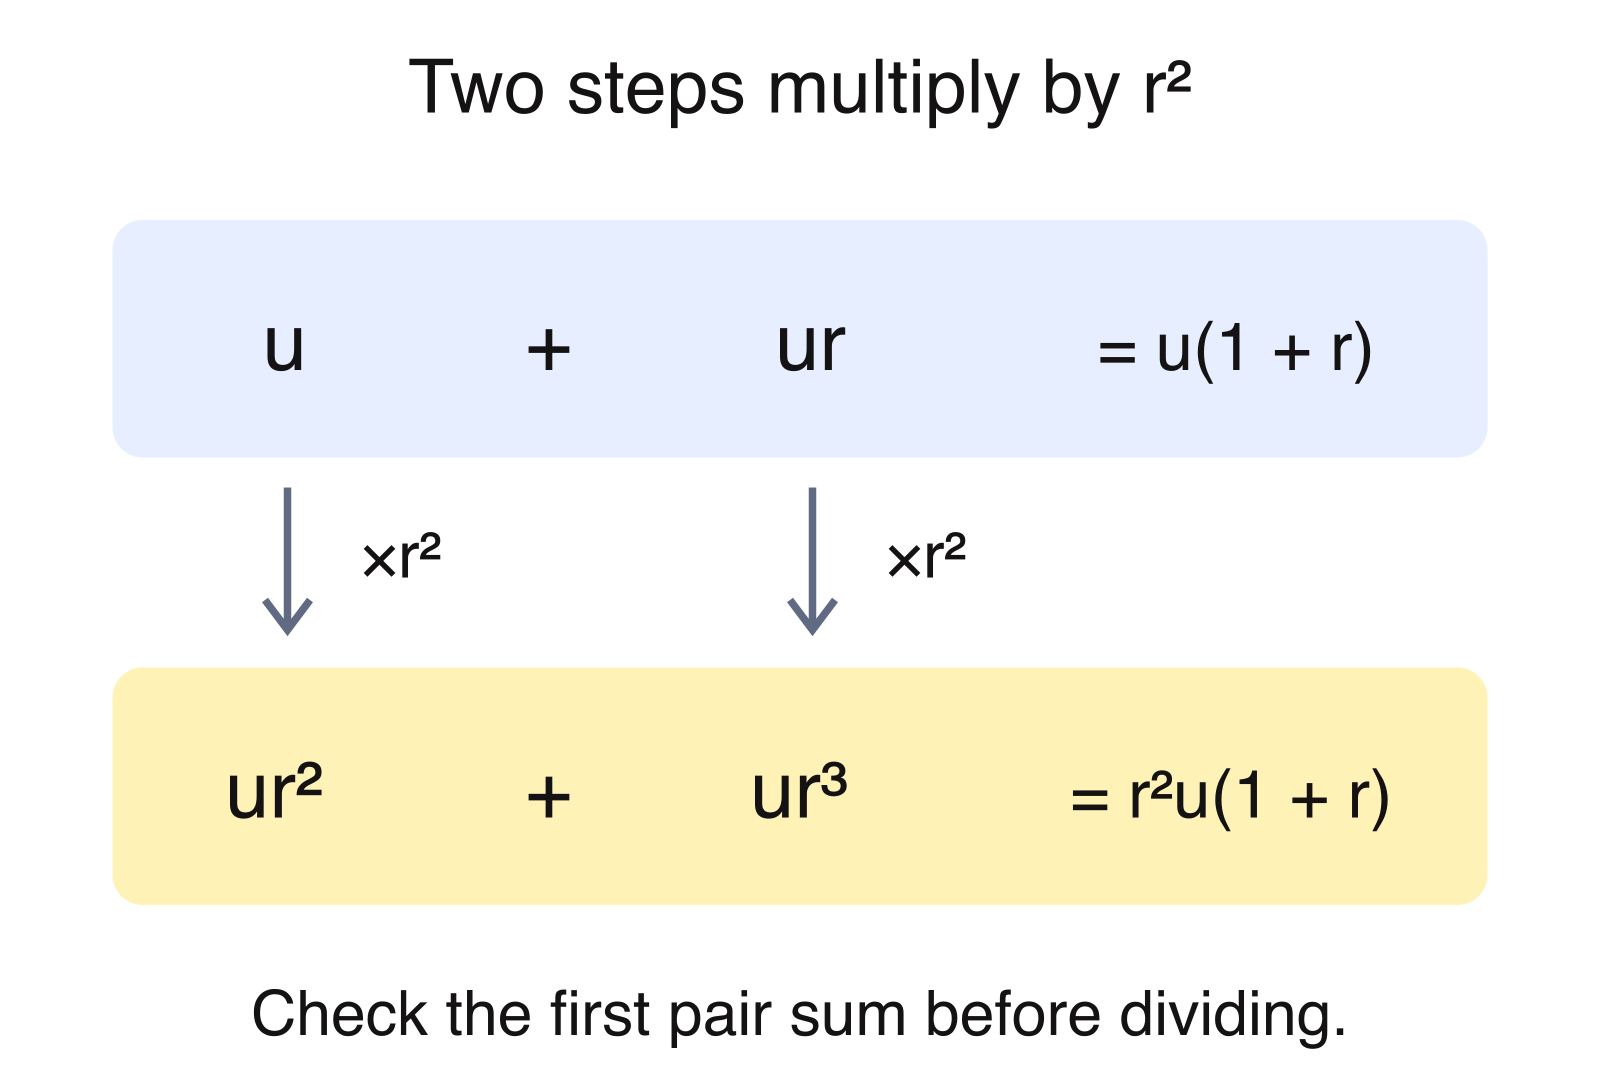 Two steps multiply by r²
u + ur = u(1 + r)
×r² ×r²
ur² + ur³ = r²u(1 + r)
Check the first pair sum before dividing.